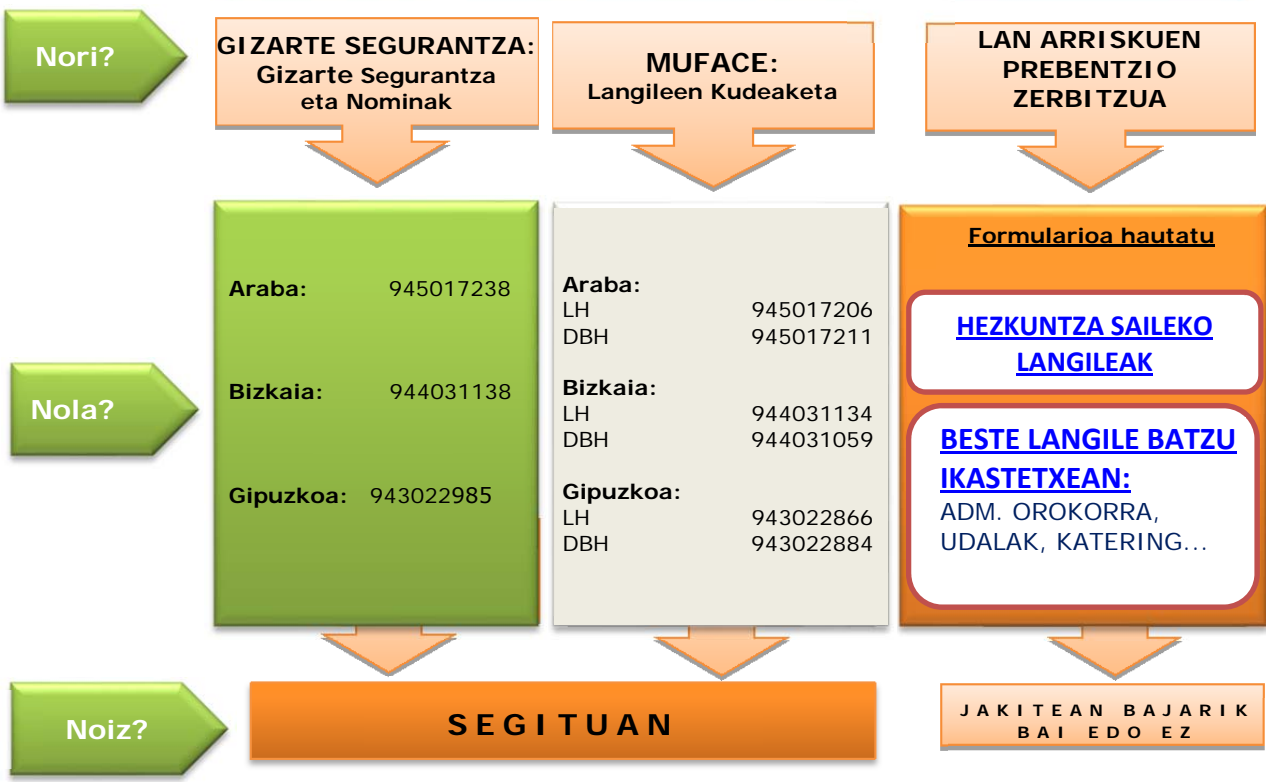 Nori?
GIZARTE SEGURANTZA:
Gizarte Segurantza
eta Nominak
MUFACE:
Langileen Kudeaketa
LAN ARRISKUEN
PREBENTZIO
ZERBITZUA
Nola?
Araba: 945017238
Bizkaia: 944031138
Gipuzkoa: 943022985
Araba:
LH 945017206
DBH 945017211
Bizkaia:
LH 944031134
DBH 944031059
Gipuzkoa:
LH 943022866
DBH 943022884
Formularioa hautatu
HEZKUNTZA SAILEKO
LANGILEAK
BESTE LANGILE BATZU
IKASTETXEAN:
ADM. OROKORRA,
UDALAK, KATERING...
Noiz?
SEGITUAN
JAKITEAN BAJARIK
BAI EDO EZ